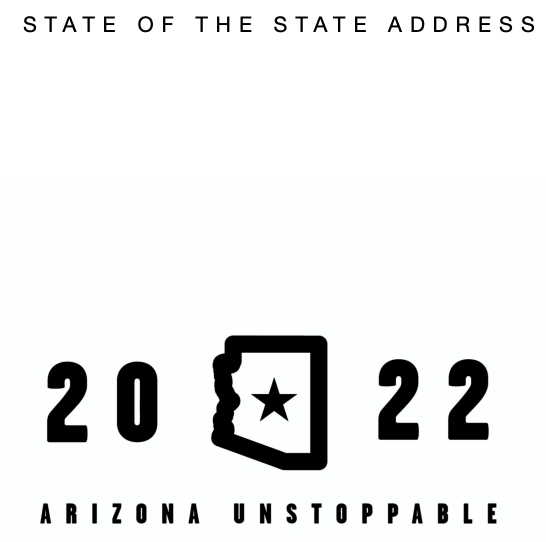 STATE OF THE STATE ADDRESS
20 22
ARIZONA UNSTOPPABLE